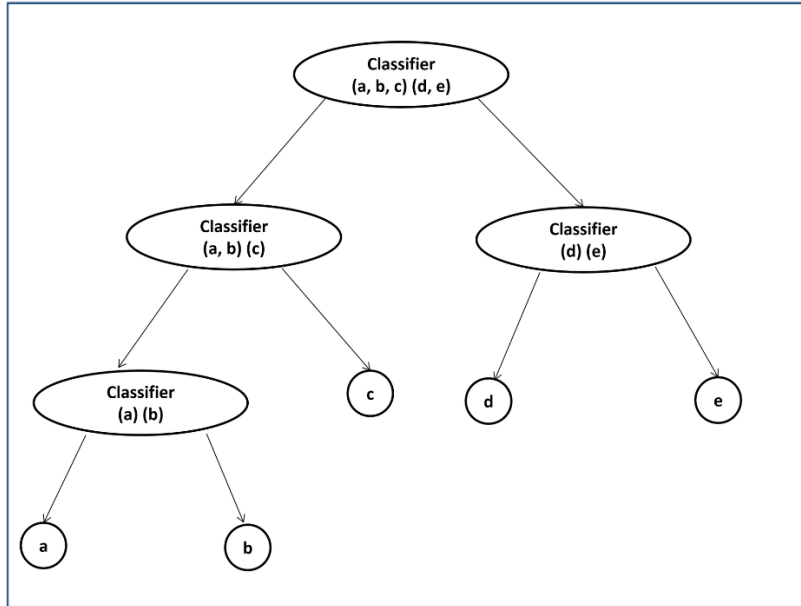 Classifier
(a, b, c) (d, e)
Classifier
(a, b) (c)
Classifier
(d) (e)
Classifier
(a) (b)
c
d
e
a
b